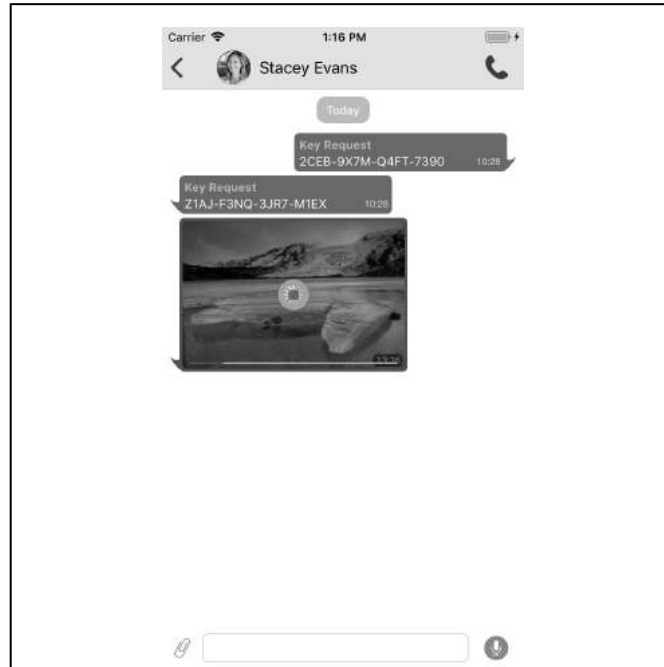 Carrier
1:16 PM
Stacey Evans
Today
Key Request
2CEB-9X7M-Q4FT-7390
10:28
Key Request
Z1AJ-F3NQ-3JR7-M1EX
10:28